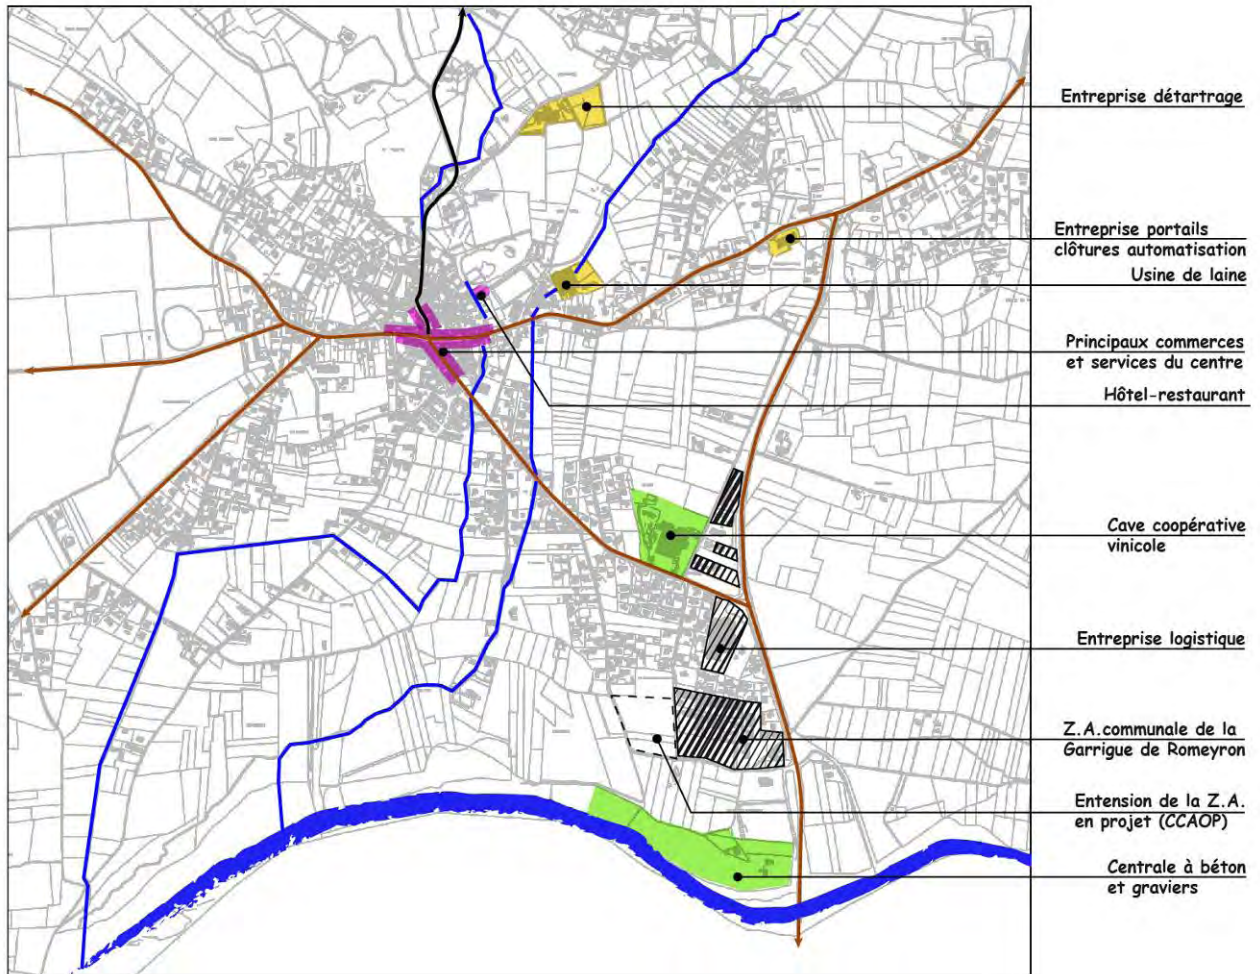 Entreprise détartrage
Entreprise portails
clôtures automatisation
Usine de laine
Principaux commerces
et services du centre
Hôtel-restaurant
Cave coopérative
vinicole
Entreprise logistique
Z.A.communale de la
Garrigue de Romeyron
Entension de la Z.A.
en projet (CCAOP)
Centrale à béton
et graviers